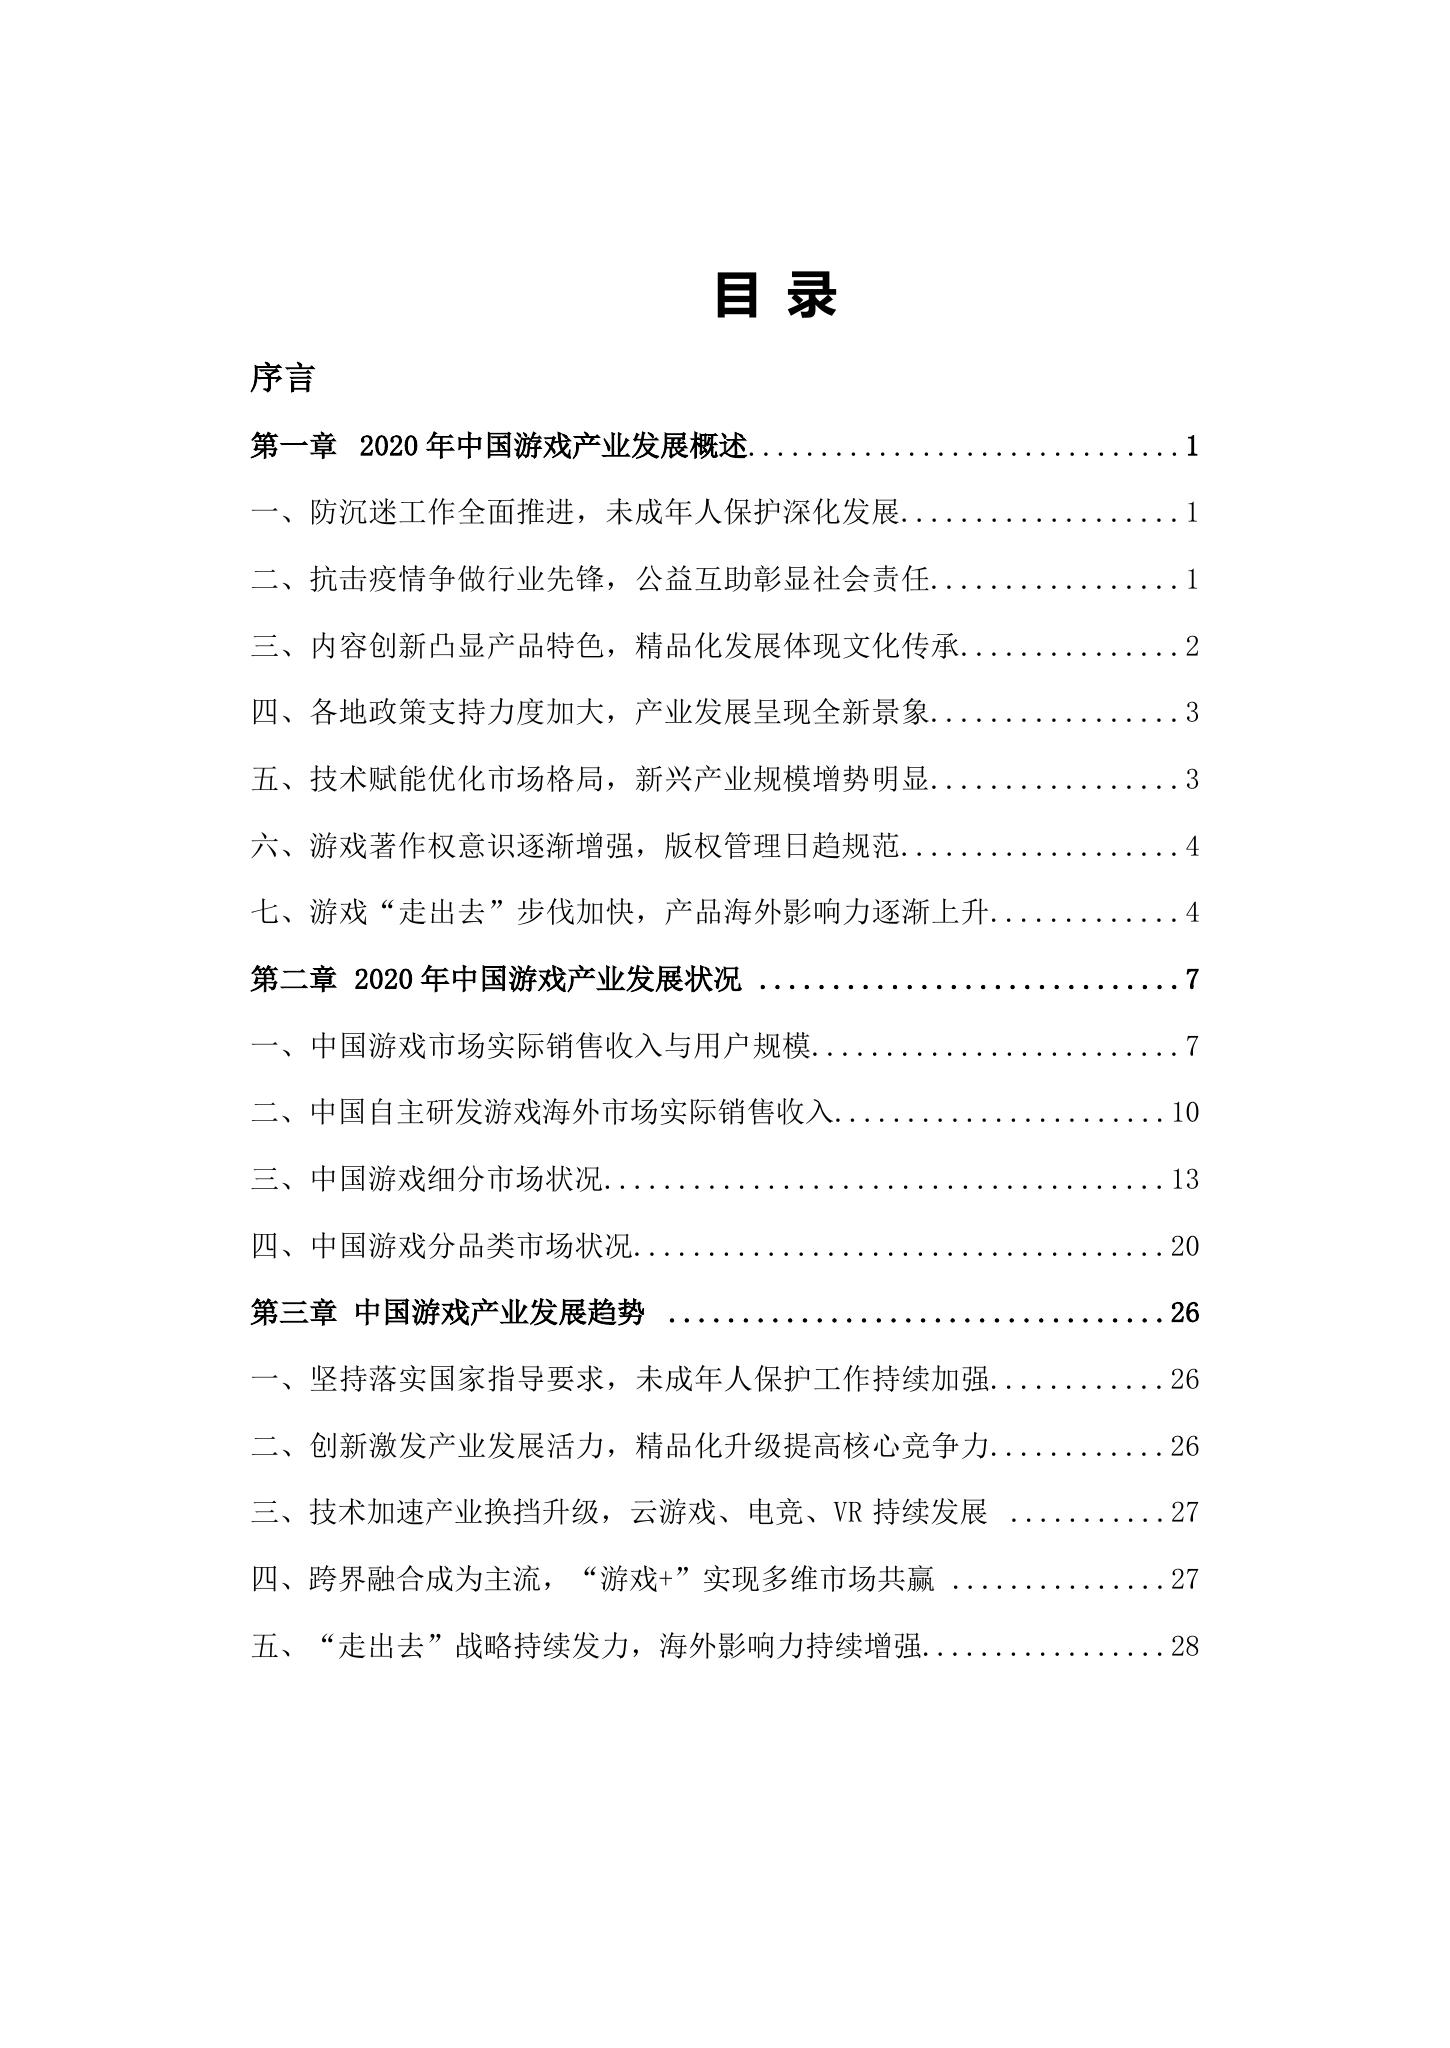 目 录
序言
第一章 2020 年中国游戏产业发展概述..............................1
一、防沉迷工作全面推进，未成年人保护深化发展...................1
二、抗击疫情争做行业先锋，公益互助彰显社会责任.................1
三、内容创新凸显产品特色，精品化发展体现文化传承...............2
四、各地政策支持力度加大，产业发展呈现全新景象.................3
五、技术赋能优化市场格局，新兴产业规模增势明显.................3
六、游戏著作权意识逐渐增强，版权管理日趋规范...................4
七、游戏“走出去”步伐加快，产品海外影响力逐渐上升.............4
第二章 2020 年中国游戏产业发展状况 .............................7
一、中国游戏市场实际销售收入与用户规模.........................7
二、中国自主研发游戏海外市场实际销售收入.......................10
三、中国游戏细分市场状况......................................13
四、中国游戏分品类市场状况....................................20
第三章 中国游戏产业发展趋势 ..................................26
一、坚持落实国家指导要求，未成年人保护工作持续加强............26
二、创新激发产业发展活力，精品化升级提高核心竞争力............26
三、技术加速产业换挡升级，云游戏、电竞、VR 持续发展 ...........27
四、跨界融合成为主流，“游戏+”实现多维市场共赢 ...............27
五、“走出去”战略持续发力，海外影响力持续增强.................28